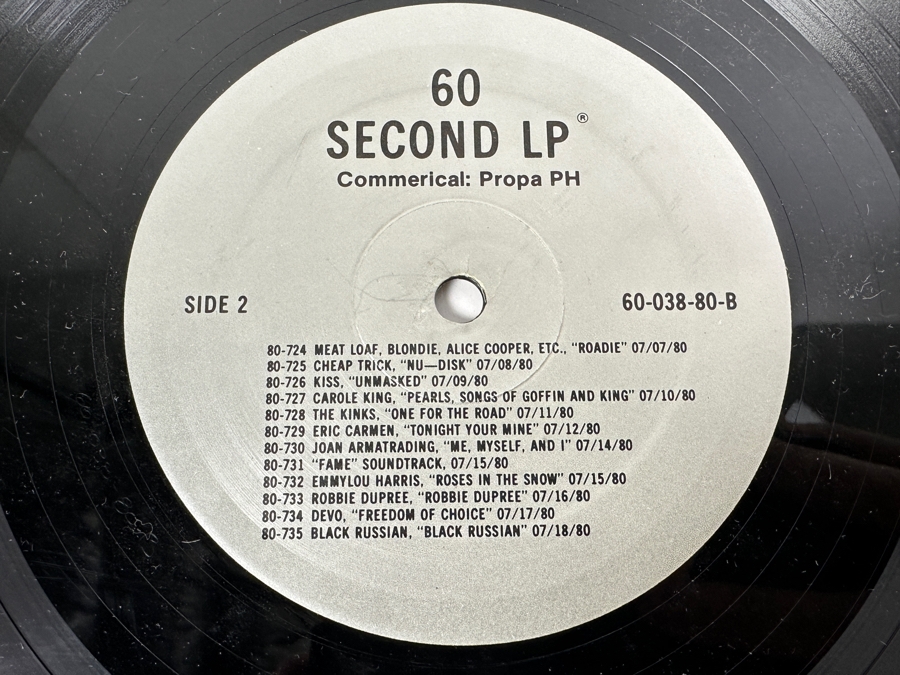 60
SECOND LP®
Commerical: Propa PH
SIDE 2
60-038-80-B
80-724 MEAT LOAF, BLONDIE, ALICE COOPER, ETC., “ROADIE” 07/07/80
80-725 CHEAP TRICK, “NU—DISK” 07/08/80
80-726 KISS, “UNMASKED” 07/09/80
80-727 CAROLE KING, “PEARLS, SONGS OF GOFFIN AND KING” 07/10/80
80-728 THE KINKS, “ONE FOR THE ROAD” 07/11/80
80-729 ERIC CARMEN, “TONIGHT YOUR MINE” 07/12/80
80-730 JOAN ARMATRADING, “ME, MYSELF, AND I” 07/14/80
80-731 “FAME” SOUNDTRACK, 07/15/80
80-732 EMMYLOU HARRIS, “ROSES IN THE SNOW” 07/15/80
80-733 ROBBIE DUPREE, “ROBBIE DUPREE” 07/16/80
80-734 DEVO, “FREEDOM OF CHOICE” 07/17/80
80-735 BLACK RUSSIAN, “BLACK RUSSIAN” 07/18/80